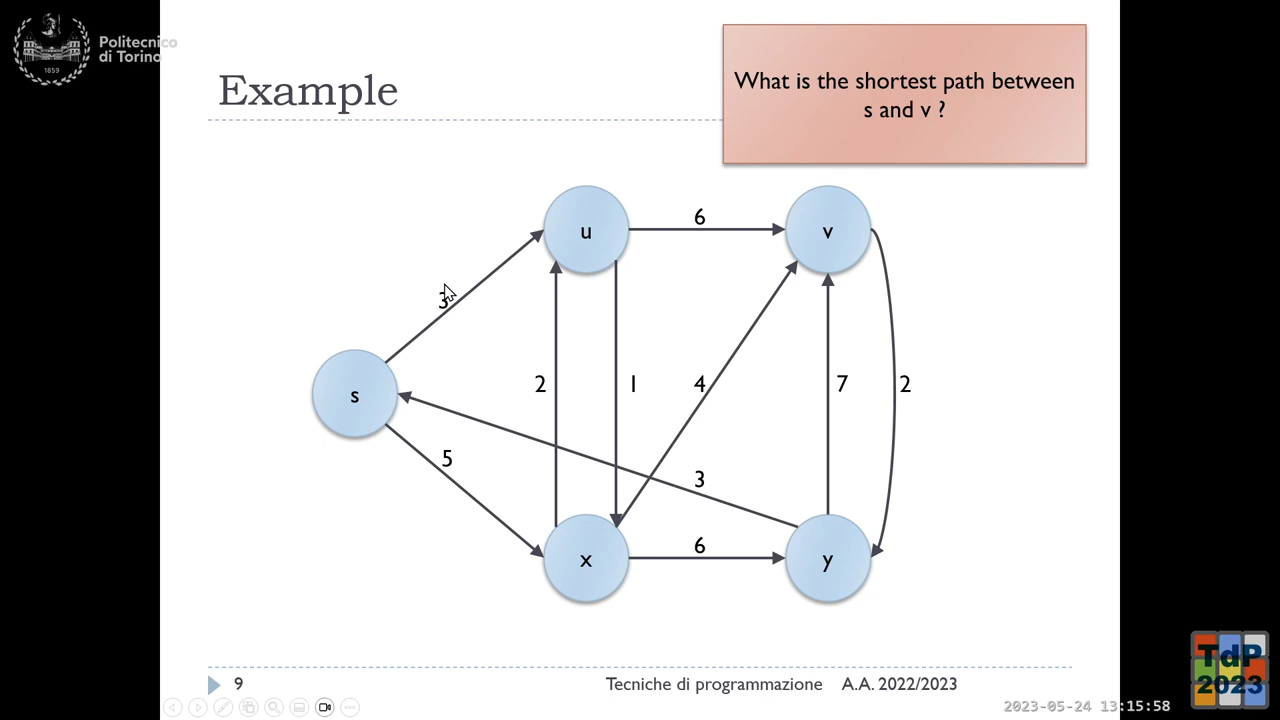 Politecnico
di Torino
1859
Example
What is the shortest path between
s and v ?
u
6
v
3
s
2
1
4
7
2
5
3
x
6
y
9
Tecniche di programmazione A.A. 2022/2023
TdP
2023
2023-05-24 13:15:58